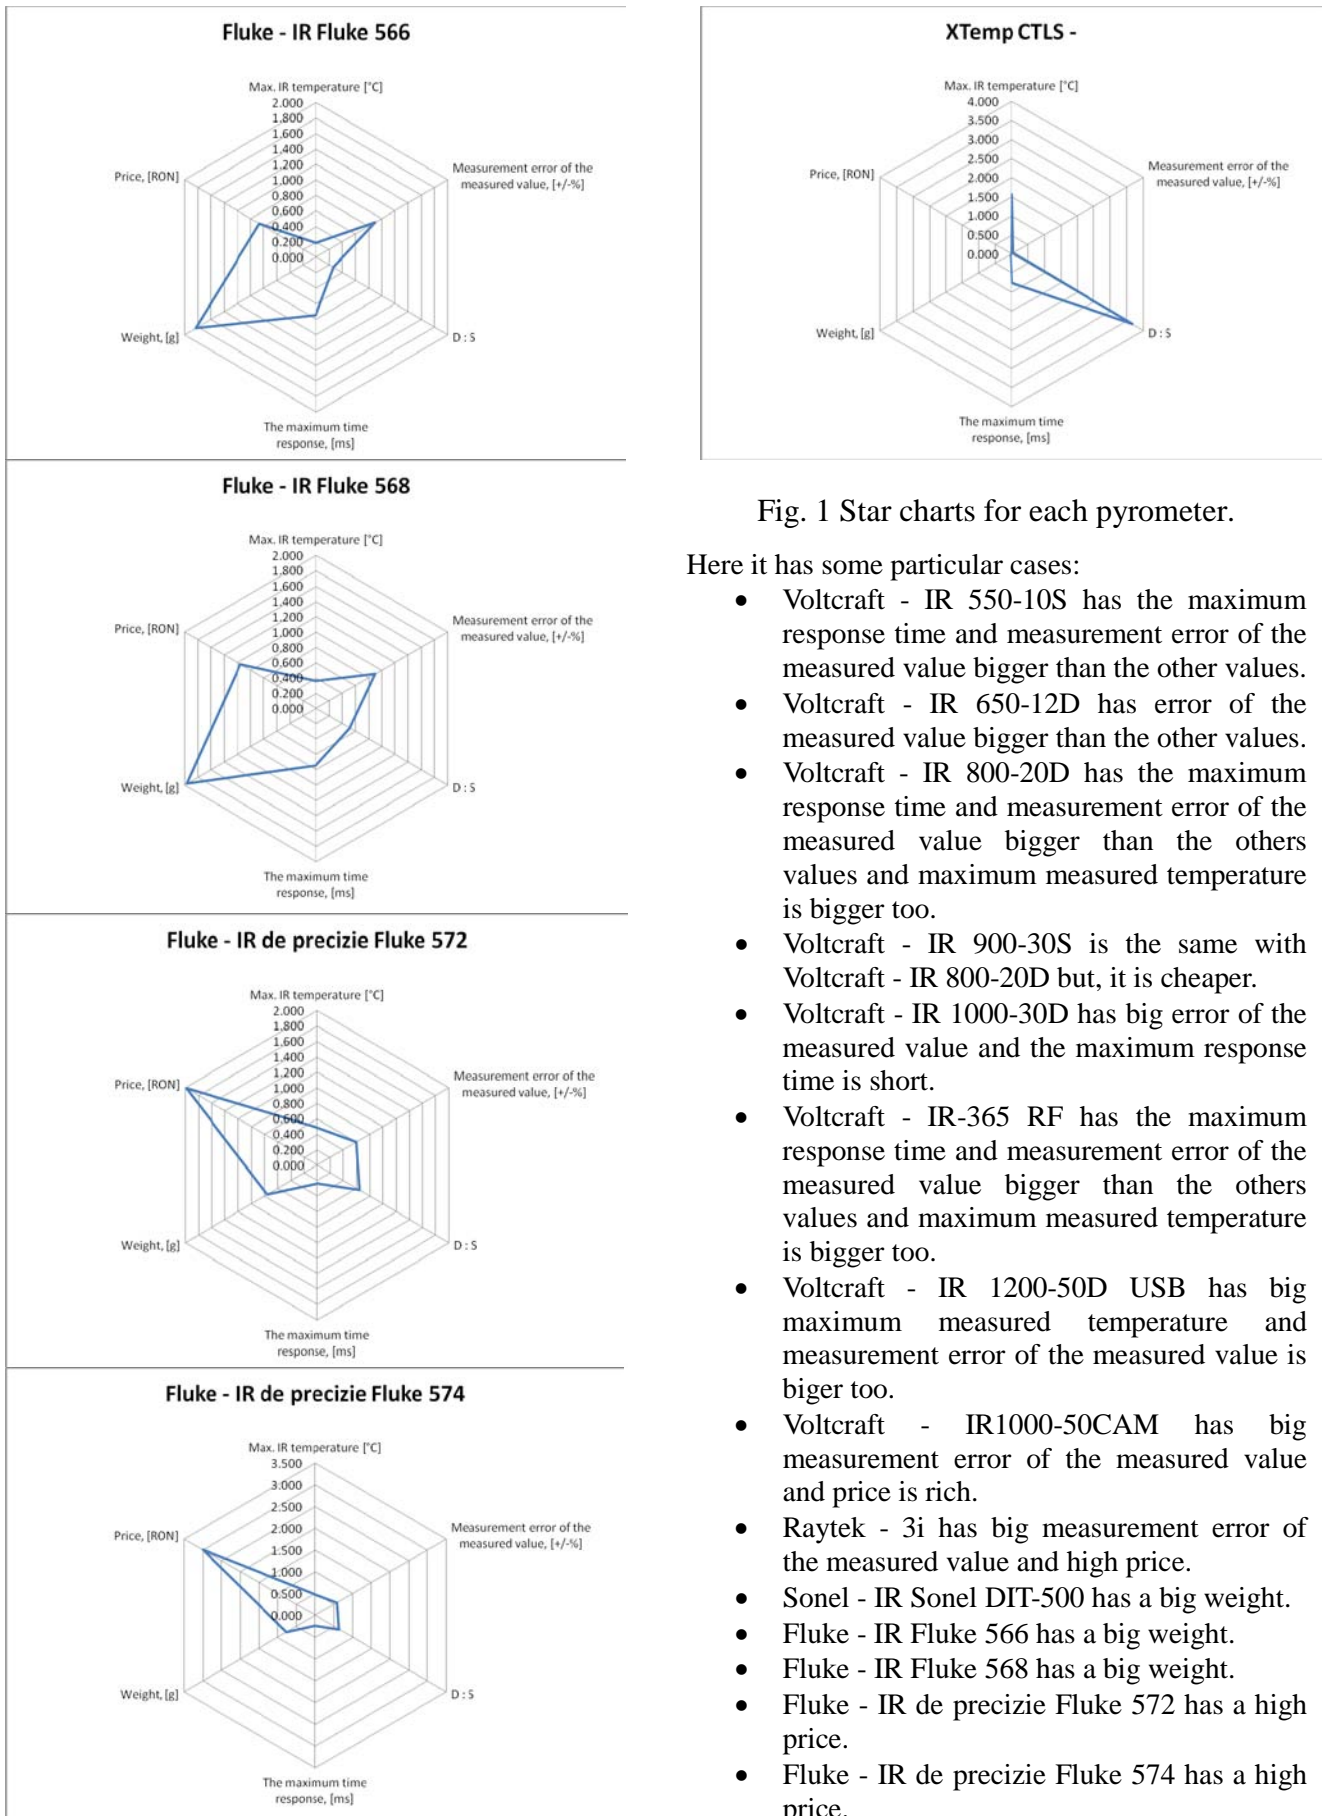 Fluke - IR Fluke 566
Max. IR temperature [°C]
2.000
1.800
1.600
1.400
1.200
1.000
0.800
0.600
0.400
0.200
0.000
Measurement error of the
measured value, [+/-%]
D : S
The maximum time
response, [ms]
Weight, [g]
Price, [RON]
Fluke - IR Fluke 568
Max. IR temperature [°C]
2.000
1.800
1.600
1.400
1.200
1.000
0.800
0.600
0.400
0.200
0.000
Measurement error of the
measured value, [+/-%]
D : S
The maximum time
response, [ms]
Weight, [g]
Price, [RON]
Fluke - IR de precizie Fluke 572
Max. IR temperature [°C]
2.000
1.800
1.600
1.400
1.200
1.000
0.800
0.600
0.400
0.200
0.000
Measurement error of the
measured value, [+/-%]
D : S
The maximum time
response, [ms]
Weight, [g]
Price, [RON]
Fluke - IR de precizie Fluke 574
Max. IR temperature [°C]
3.500
3.000
2.500
2.000
1.500
1.000
0.500
0.000
Measurement error of the
measured value, [+/-%]
D : S
The maximum time
response, [ms]
Weight, [g]
Price, [RON]
XTemp CTLS -
Max. IR temperature [°C]
4.000
3.500
3.000
2.500
2.000
1.500
1.000
0.500
0.000
Measurement error of the
measured value, [+/-%]
D : S
The maximum time
response, [ms]
Weight, [g]
Price, [RON]
Fig. 1 Star charts for each pyrometer.
Here it has some particular cases:
• Voltcraft - IR 550-10S has the maximum
response time and measurement error of the
measured value bigger than the other values.
• Voltcraft - IR 650-12D has error of the
measured value bigger than the other values.
• Voltcraft - IR 800-20D has the maximum
response time and measurement error of the
measured value bigger than the others
values and maximum measured temperature
is bigger too.
• Voltcraft - IR 900-30S is the same with
Voltcraft - IR 800-20D but, it is cheaper.
• Voltcraft - IR 1000-30D has big error of the
measured value and the maximum response
time is short.
• Voltcraft - IR-365 RF has the maximum
response time and measurement error of the
measured value bigger than the others
values and maximum measured temperature
is bigger too.
• Voltcraft - IR 1200-50D USB has big
maximum measured temperature and
measurement error of the measured value is
biger too.
• Voltcraft - IR1000-50CAM has big
measurement error of the measured value
and price is rich.
• Raytek - 3i has big measurement error of
the measured value and high price.
• Sonel - IR Sonel DIT-500 has a big weight.
• Fluke - IR Fluke 566 has a big weight.
• Fluke - IR Fluke 568 has a big weight.
• Fluke - IR de precizie Fluke 572 has a high
price.
• Fluke - IR de precizie Fluke 574 has a high
price.